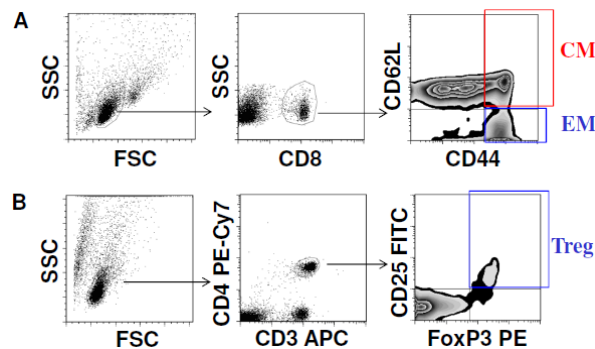 A
SSC
FSC
SSC
CD8
CD62L
CD44
CM
EM
B
SSC
FSC
CD4 PE-Cy7
CD3 APC
CD25 FITC
FoxP3 PE
Treg